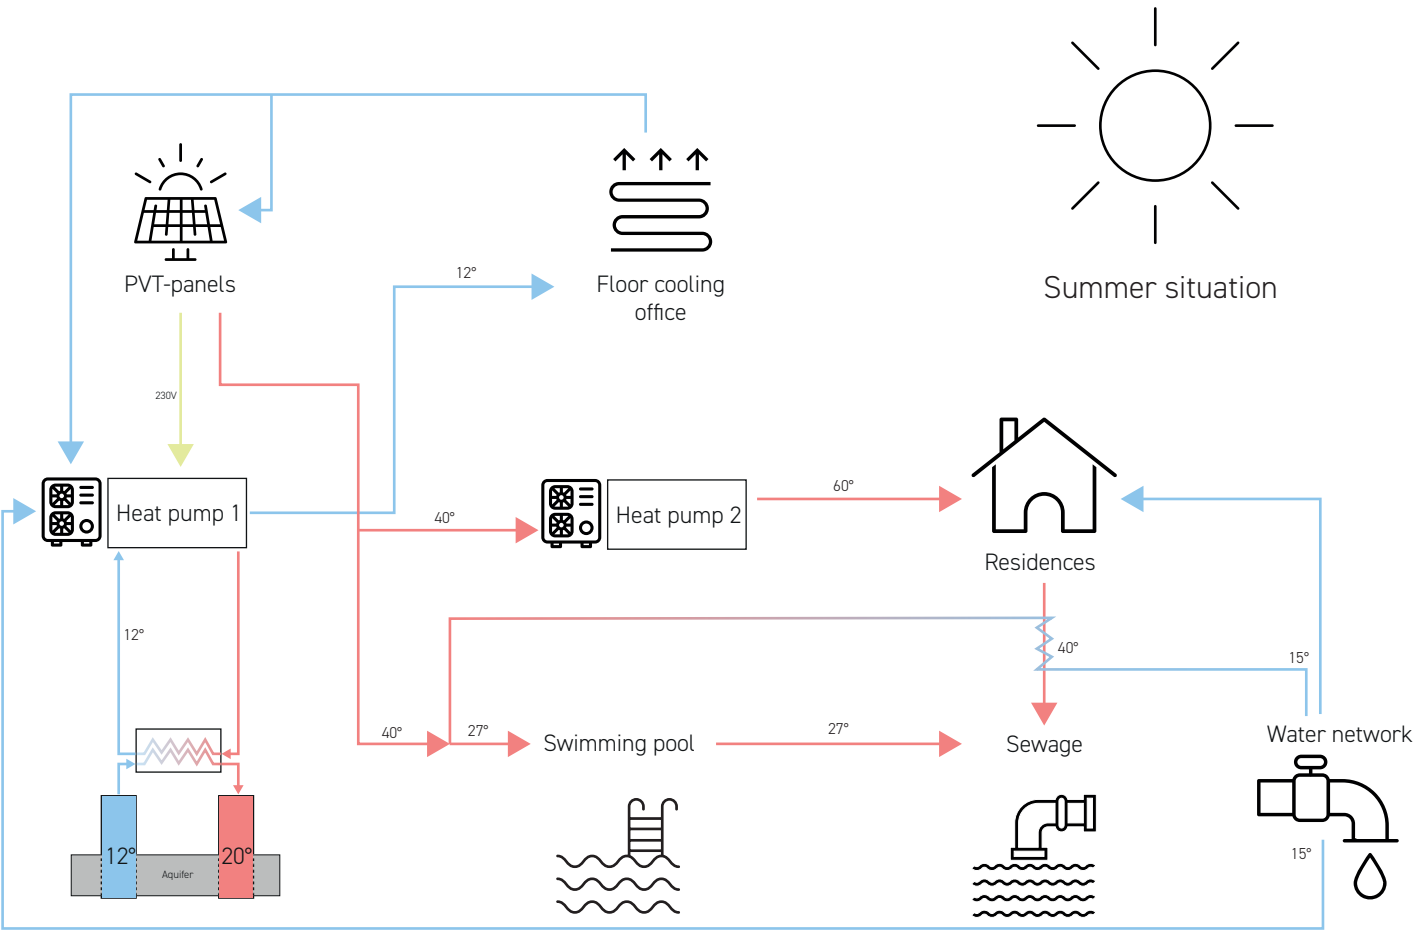 12°
PVT-panels
Floor cooling
office
Summer situation
230V
Heat pump 1
40°
Heat pump 2
60°
Residences
12°
40°
15°
40°
27°
Swimming pool
27°
Sewage
Water network
12°
20°
Aquifer
15°